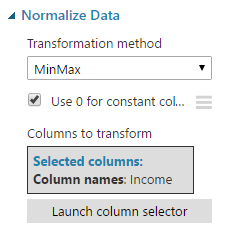 Normalize Data
Transformation method
MinMax
Use 0 for constant col...
Columns to transform
Selected columns:
Column names: Income
Launch column selector